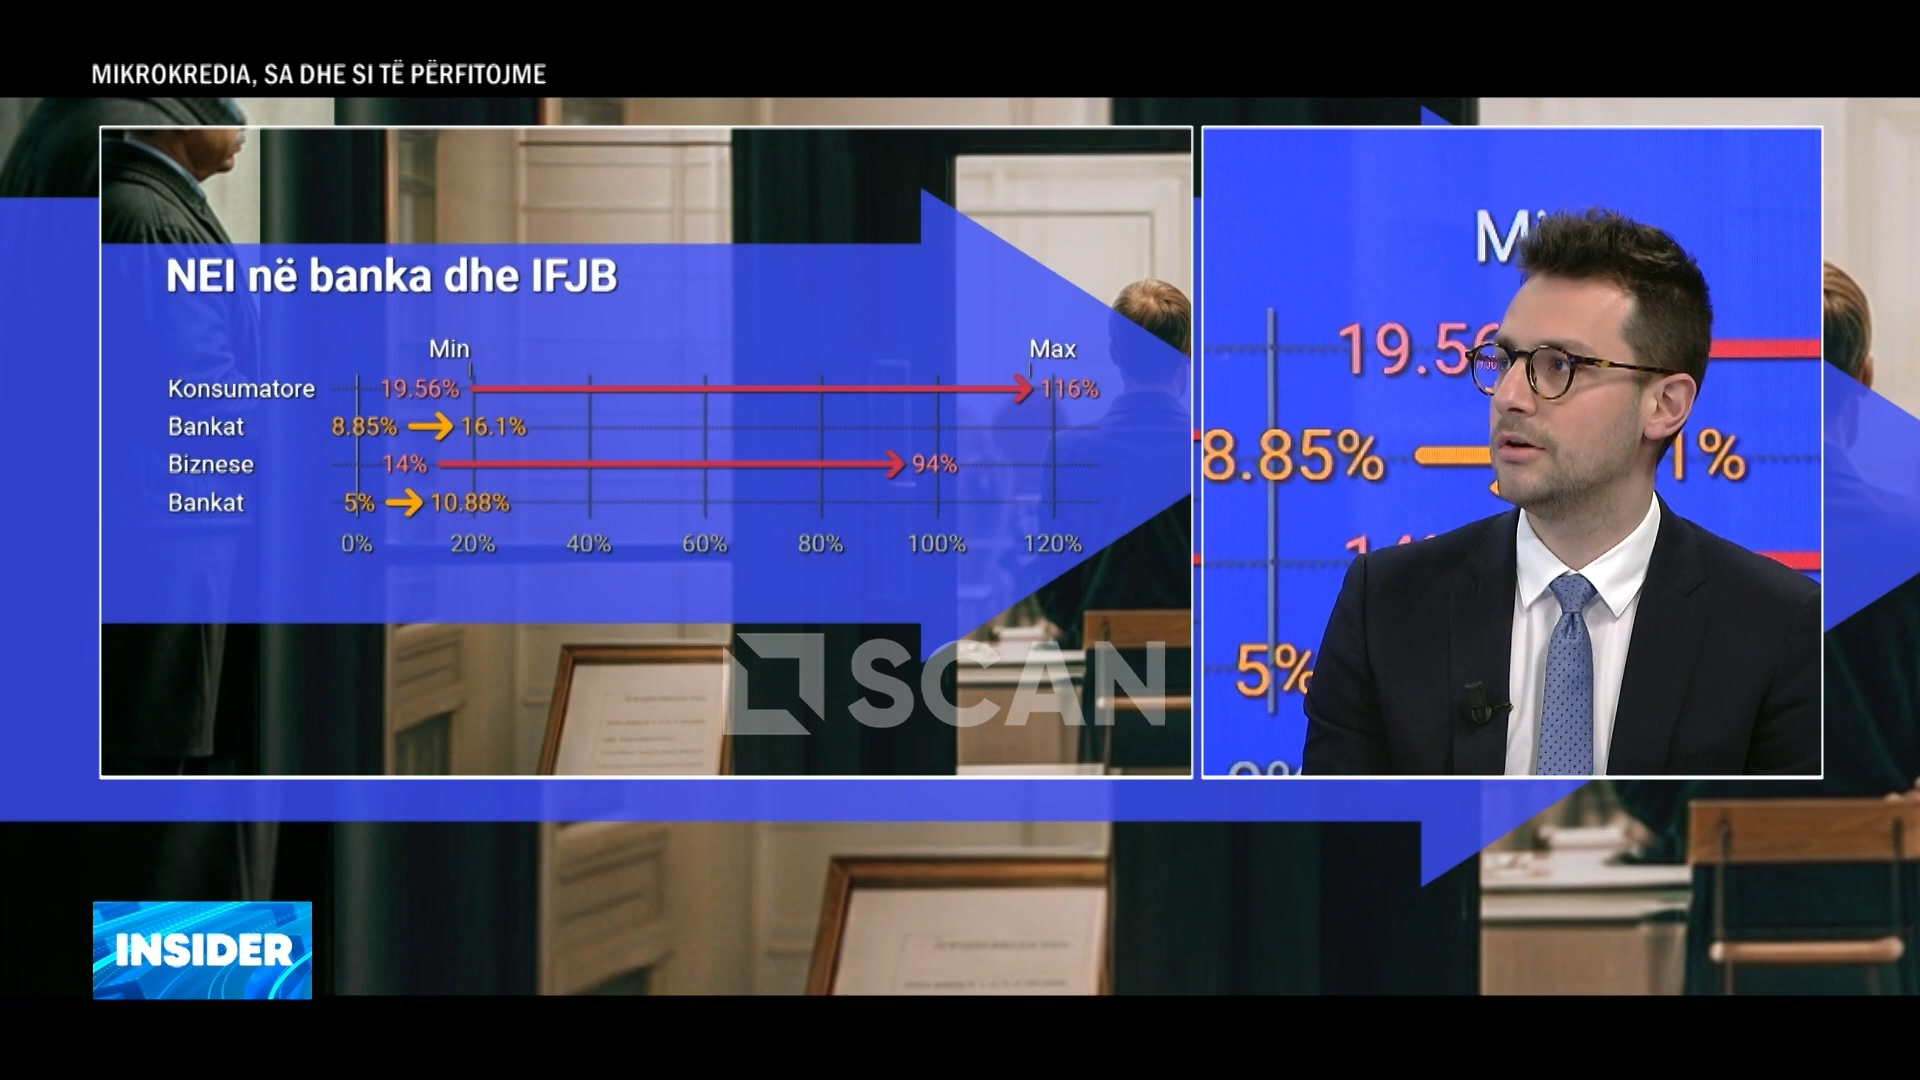 MIKROKREDIA, SA DHE SI TË PËRFITOJME
NEI në banka dhe IFJB
Min Max
Konsumatore 19.56% 116%
Bankat 8.85% 16.1%
Biznese 14% 94%
Bankat 5% 10.88%
0% 20% 40% 60% 80% 100% 120%
SCAN
19.56
8.85% 1%
5%
INSIDER